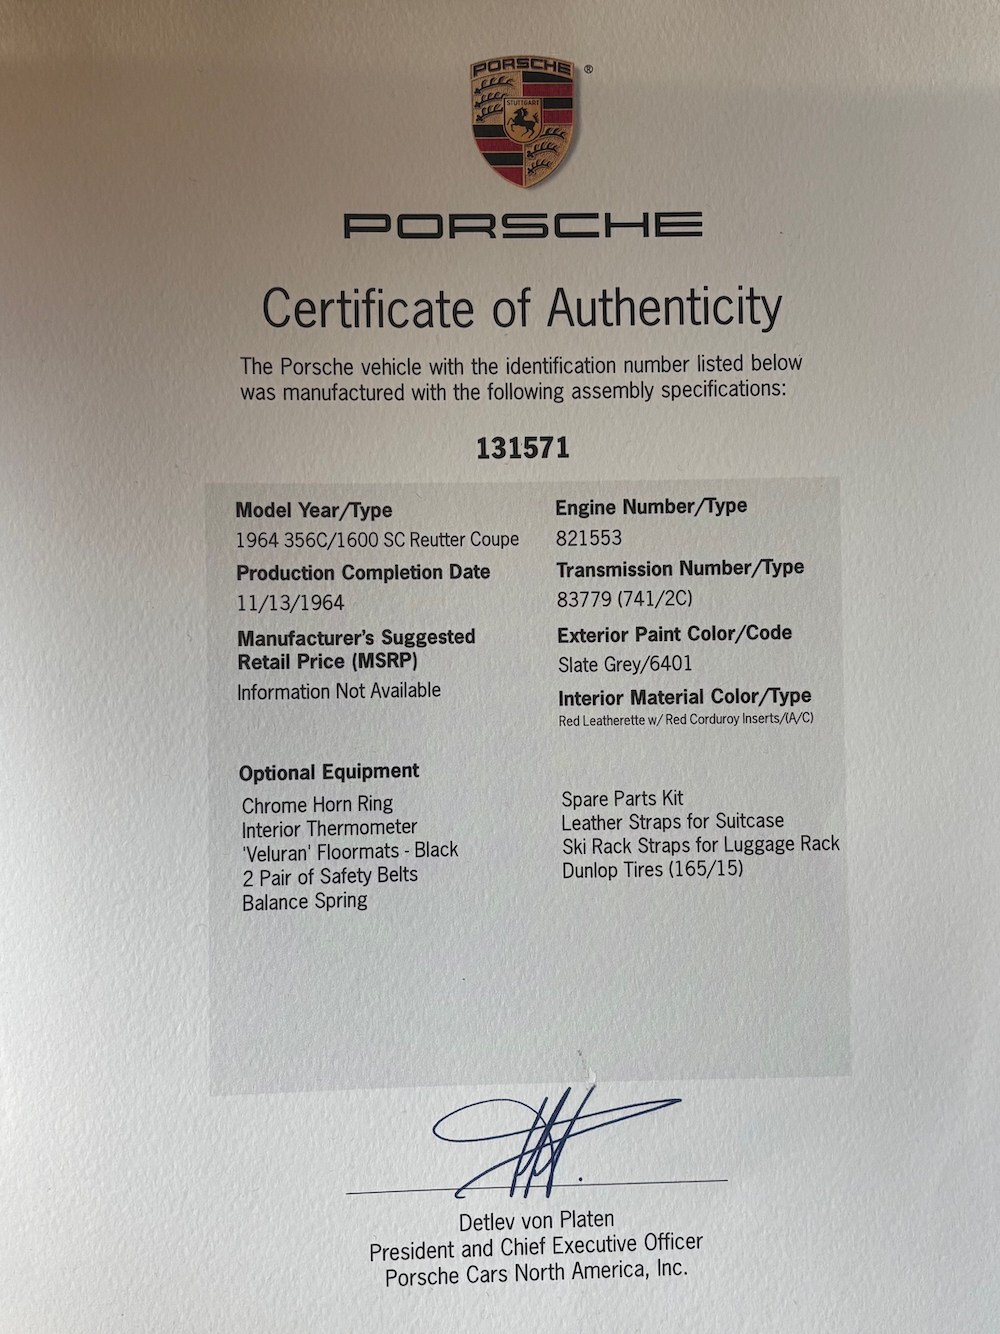 PORSCHE
®
STUTTGART
PORSCHE
Certificate of Authenticity
The Porsche vehicle with the identification number listed below
was manufactured with the following assembly specifications:
131571
Model Year/Type
1964 356C/1600 SC Reutter Coupe
Production Completion Date
11/13/1964
Manufacturer's Suggested
Retail Price (MSRP)
Information Not Available
Engine Number/Type
821553
Transmission Number/Type
83779 (741/2C)
Exterior Paint Color/Code
Slate Grey/6401
Interior Material Color/Type
Red Leatherette w/ Red Corduroy Inserts/(A/C)
Optional Equipment
Chrome Horn Ring
Interior Thermometer
'Veluran' Floormats - Black
2 Pair of Safety Belts
Balance Spring
Spare Parts Kit
Leather Straps for Suitcase
Ski Rack Straps for Luggage Rack
Dunlop Tires (165/15)
Detlev von Platen
President and Chief Executive Officer
Porsche Cars North America, Inc.